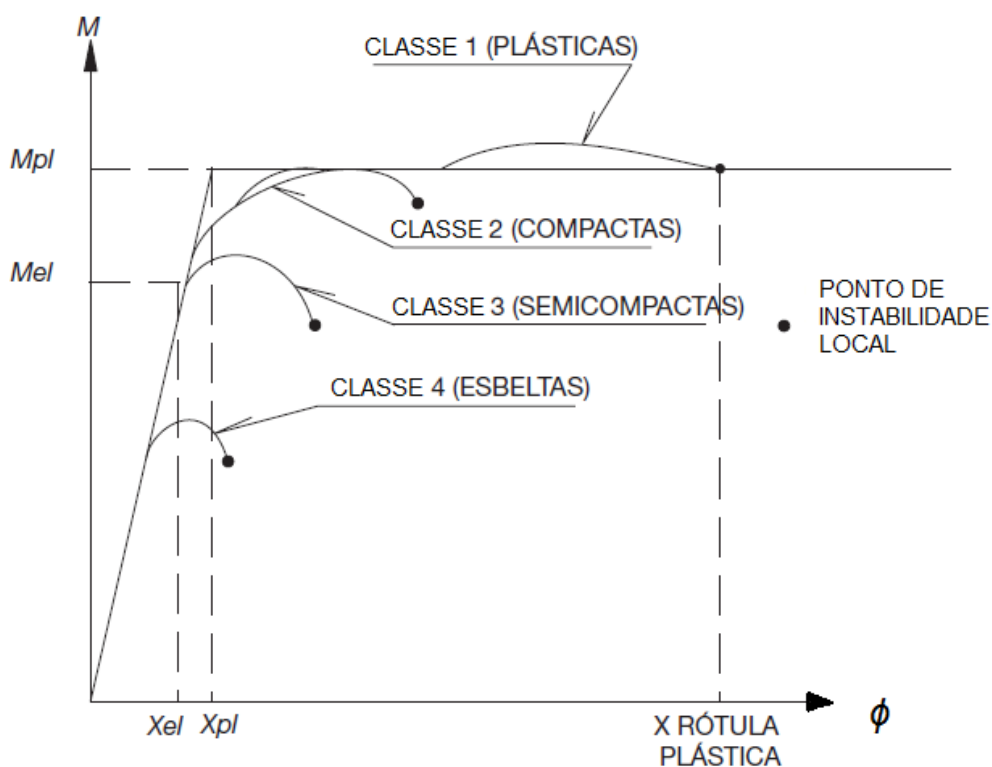 M
CLASSE 1 (PLÁSTICAS)
Mpl
CLASSE 2 (COMPACTAS)
Mel
CLASSE 3 (SEMICOMPACTAS)
PONTO DE
INSTABILIDADE
LOCAL
CLASSE 4 (ESBELTAS)
Xel
Xpl
X RÓTULA
PLÁSTICA
ϕ